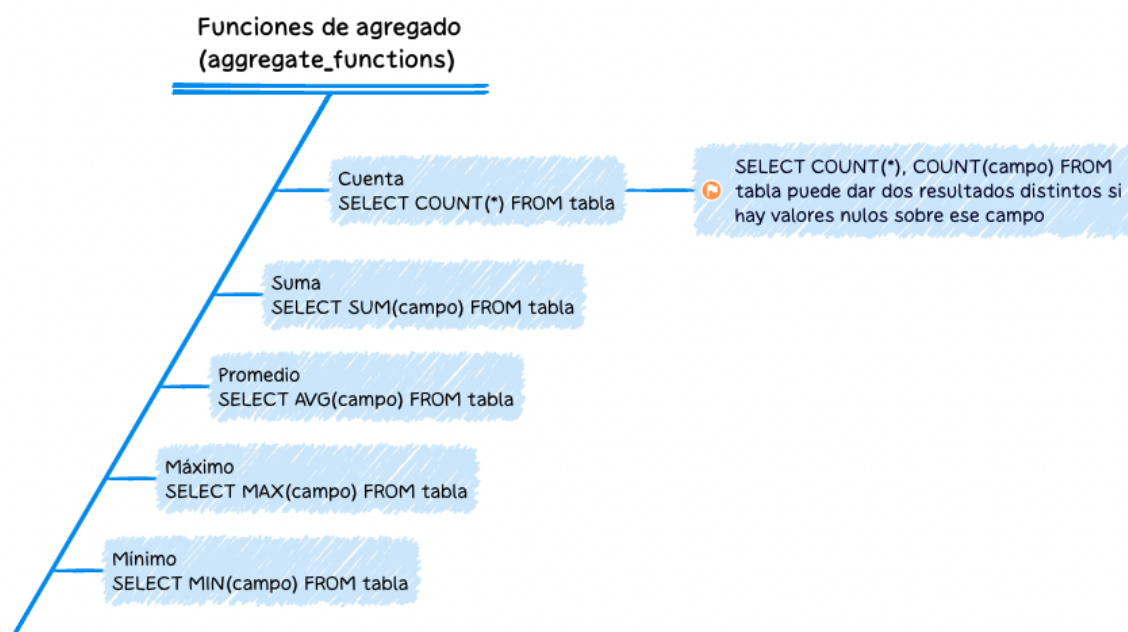 Funciones de agregado
(aggregate_functions)
Cuenta
SELECT COUNT(*) FROM tabla
SELECT COUNT(*), COUNT(campo) FROM
tabla puede dar dos resultados distintos si
hay valores nulos sobre ese campo
Suma
SELECT SUM(campo) FROM tabla
Promedio
SELECT AVG(campo) FROM tabla
Máximo
SELECT MAX(campo) FROM tabla
Mínimo
SELECT MIN(campo) FROM tabla